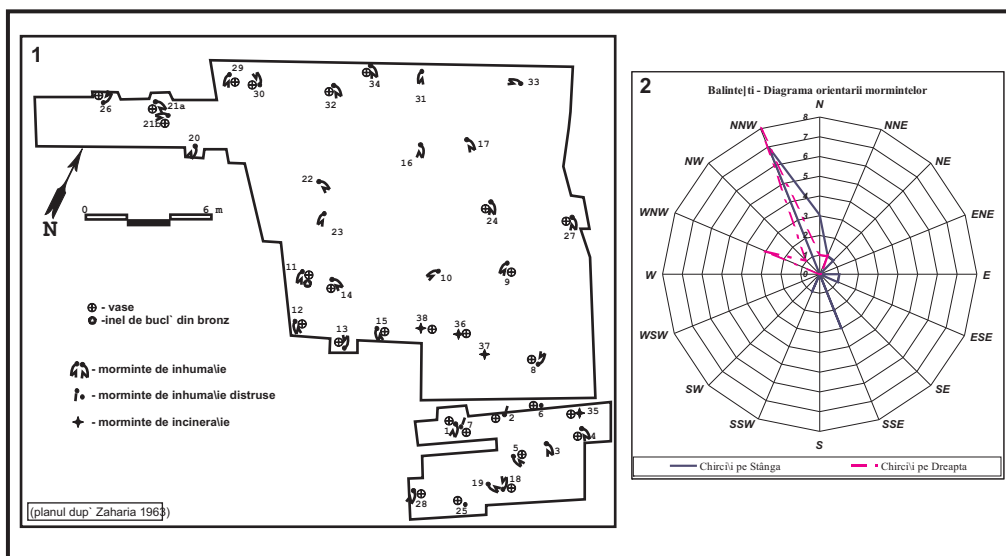 1
29
30
34
32
31
33
26
21a
21b
20
16
17
22
23
24
27
N
0 6 m
11
10
9
14
12
13
15
38
36
37
8
⊕ - vase
-inel de bucl` din bronz
- morminte de inhuma\ie
- morminte de inhuma\ie distruse
- morminte de incinera\ie
1
7
2
6
35
4
5
3
19
18
28
25
(planul dup` Zaharia 1963)
2
Balinte[ti - Diagrama orientarii mormintelor
N
NNW
NNE
NW
NE
WNW
ENE
W
E
WSW
ESE
SW
SE
SSW
SSE
S
8
7
6
5
4
3
2
1
0
Chirci\i pe Stânga
Chirci\i pe Dreapta